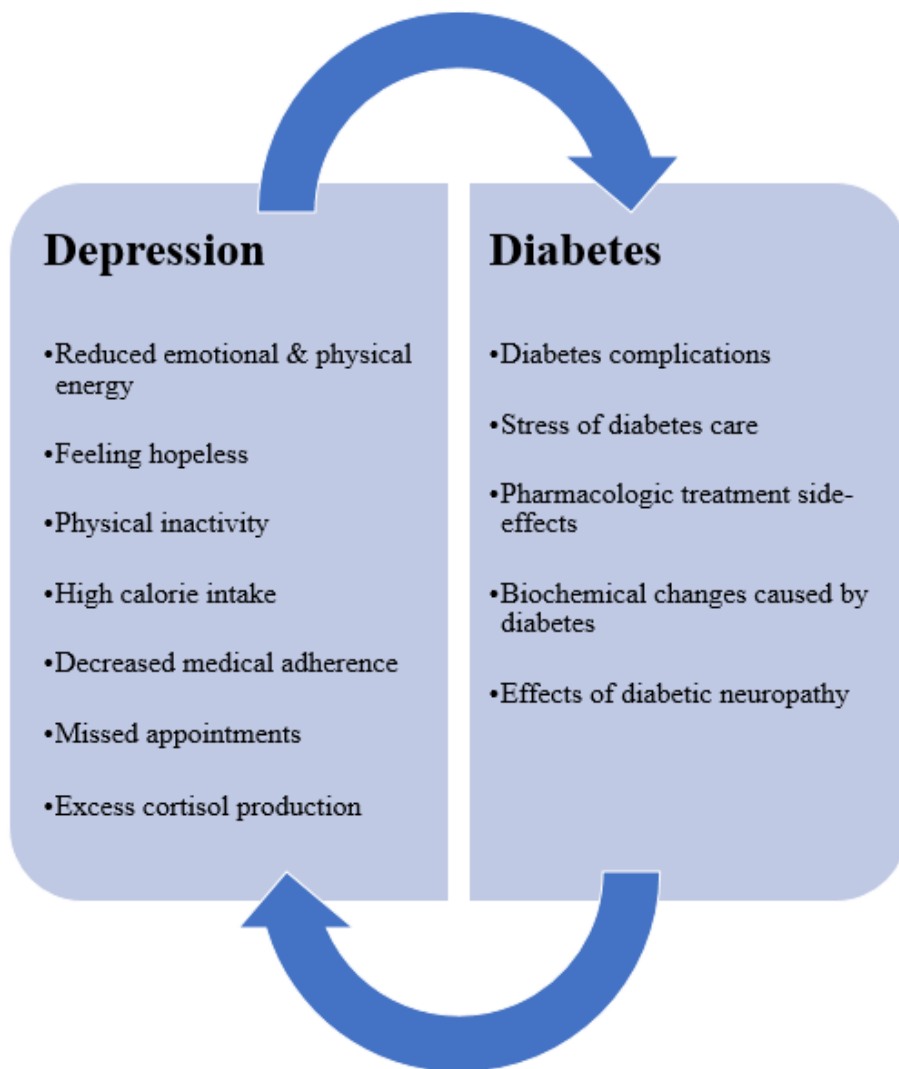 Depression
•Reduced emotional & physical
energy
•Feeling hopeless
•Physical inactivity
•High calorie intake
•Decreased medical adherence
•Missed appointments
•Excess cortisol production
Diabetes
•Diabetes complications
•Stress of diabetes care
•Pharmacologic treatment side-
effects
•Biochemical changes caused by
diabetes
•Effects of diabetic neuropathy